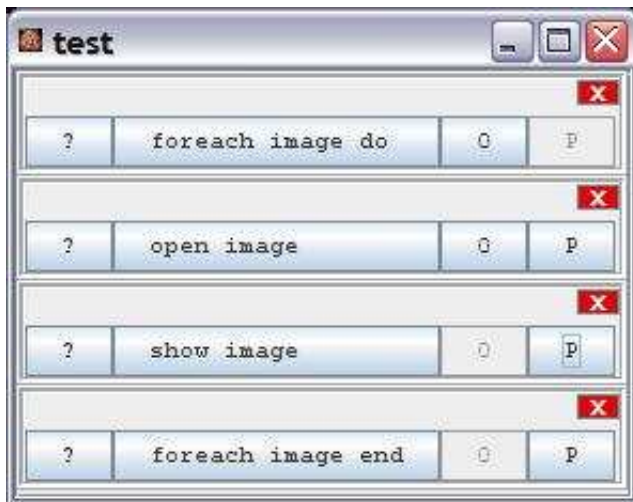 test
X
? foreach image do O P
X
? open image O P
X
? show image O P
X
? foreach image end O P